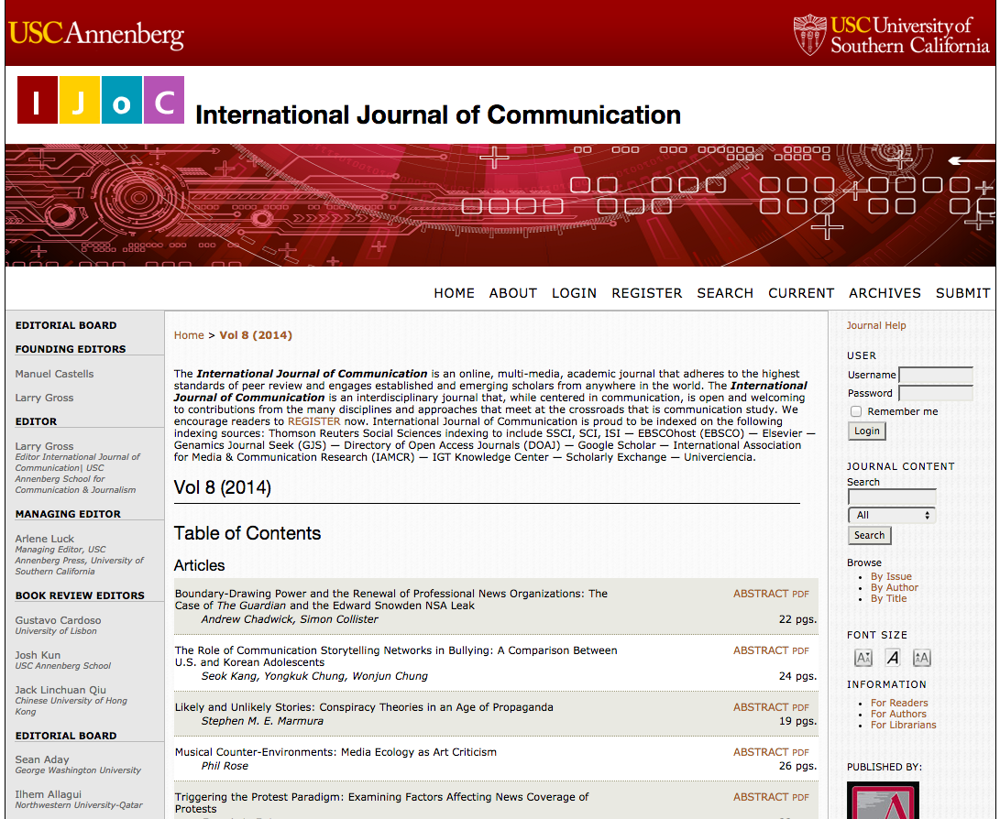 USC Annenberg
USC University of
Southern California
I J o C
International Journal of Communication
HOME ABOUT LOGIN REGISTER SEARCH CURRENT ARCHIVES SUBMIT
EDITORIAL BOARD
FOUNDING EDITORS
Manuel Castells
Larry Gross
EDITOR
Larry Gross
Editor International Journal of
Communication| USC
Annenberg School for
Communication & Journalism
MANAGING EDITOR
Arlene Luck
Managing Editor, USC
Annenberg Press, University of
Southern California
BOOK REVIEW EDITORS
Gustavo Cardoso
University of Lisbon
Josh Kun
USC Annenberg School
Jack Linchuan Qiu
Chinese University of Hong
Kong
EDITORIAL BOARD
Sean Aday
George Washington University
Ilhem Allagui
Northwestern University-Qatar
Home > Vol 8 (2014)
The International Journal of Communication is an online, multi-media, academic journal that adheres to the highest
standards of peer review and engages established and emerging scholars from anywhere in the world. The International
Journal of Communication is an interdisciplinary journal that, while centered in communication, is open and welcoming
to contributions from the many disciplines and approaches that meet at the crossroads that is communication study. We
encourage readers to REGISTER now. International Journal of Communication is proud to be indexed on the following
indexing sources: Thomson Reuters Social Sciences indexing to include SSCI, SCI, ISI — EBSCOhost (EBSCO) — Elsevier —
Genamics Journal Seek (GJS) — Directory of Open Access Journals (DOAJ) — Google Scholar — International Association
for Media & Communication Research (IAMCR) — IGT Knowledge Center — Scholarly Exchange — Univerciencia.
Vol 8 (2014)
Table of Contents
Articles
Boundary-Drawing Power and the Renewal of Professional News Organizations: The ABSTRACT PDF
Case of The Guardian and the Edward Snowden NSA Leak
Andrew Chadwick, Simon Collister 22 pgs.
The Role of Communication Storytelling Networks in Bullying: A Comparison Between ABSTRACT PDF
U.S. and Korean Adolescents
Seok Kang, Yongkuk Chung, Wonjun Chung 24 pgs.
Likely and Unlikely Stories: Conspiracy Theories in an Age of Propaganda ABSTRACT PDF
Stephen M. E. Marmura 19 pgs.
Musical Counter-Environments: Media Ecology as Art Criticism ABSTRACT PDF
Phil Rose 26 pgs.
Triggering the Protest Paradigm: Examining Factors Affecting News Coverage of ABSTRACT PDF
Protests
Journal Help
USER
Username
Password
Remember me
Login
JOURNAL CONTENT
Search
All
Search
Browse
By Issue
By Author
By Title
FONT SIZE
INFORMATION
For Readers
For Authors
For Librarians
PUBLISHED BY: